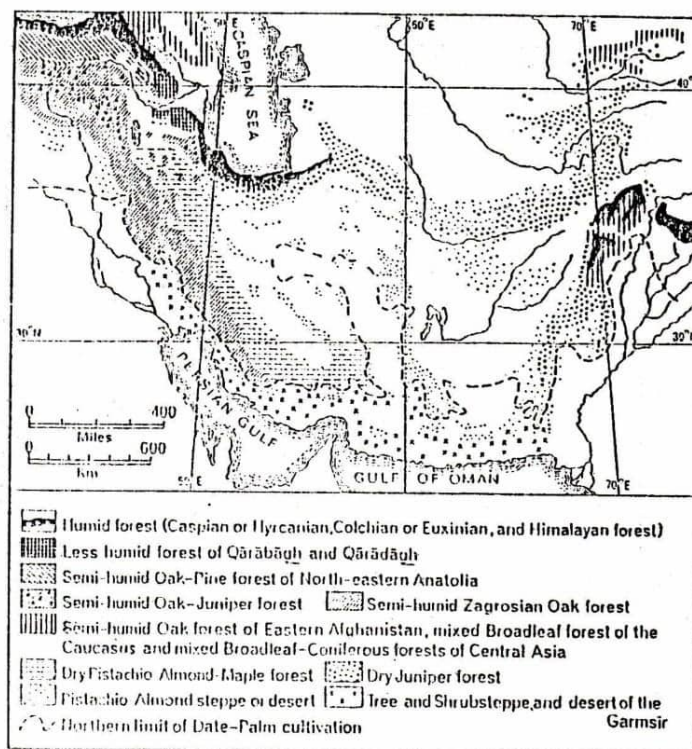 50°E
60°E
70°E
CASPIAN SEA
40°
30°N
30°
PERSIAN GULF
0 400
Miles
0 600
Km
50°E
GULF OF OMAN
70°E
Humid forest (Caspian or Hyrcanian, Colchian or Euxinian, and Himalayan forest)
Less humid forest of Qārābāgh and Qārādāgh
Semi-humid Oak-Pine forest of North-eastern Anatolia
Semi-humid Oak-Juniper forest Semi-humid Zagrosian Oak forest
Semi-humid Oak forest of Eastern Afghanistan, mixed Broadleaf forest of the
Caucasus and mixed Broadleaf-Coniferous forests of Central Asia
Dry Pistachio Almond-Maple forest Dry Juniper forest
Pistachio Almond steppe or desert Tree and Shrubsteppe, and desert of the
Garmsir
Northern limit of Date-Palm cultivation